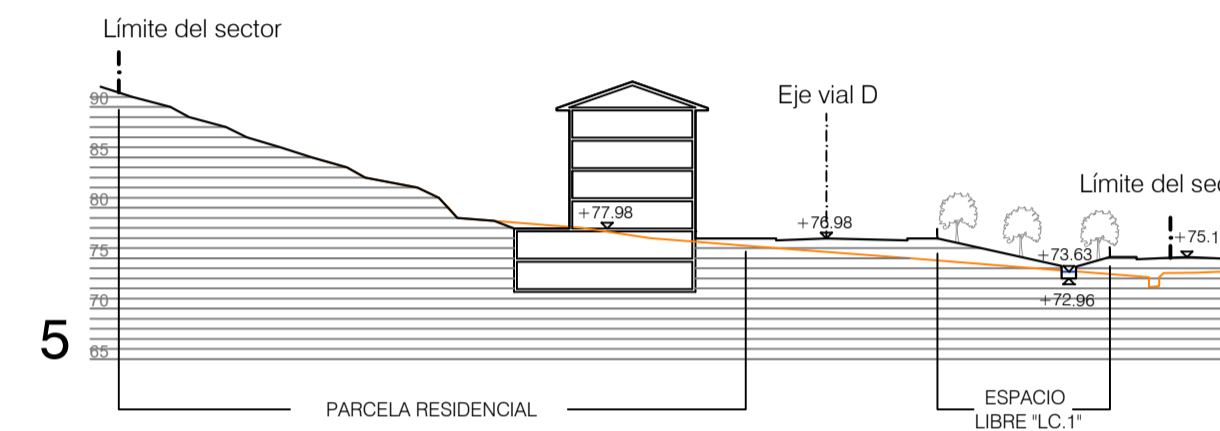 Límite del sector
Eje vial D
Límite del sec
90
85
80
75
70
65
+77.98
+76.98
+73.63
+72.96
+75.1
5
PARCELA RESIDENCIAL
ESPACIO
LIBRE "LC.1"